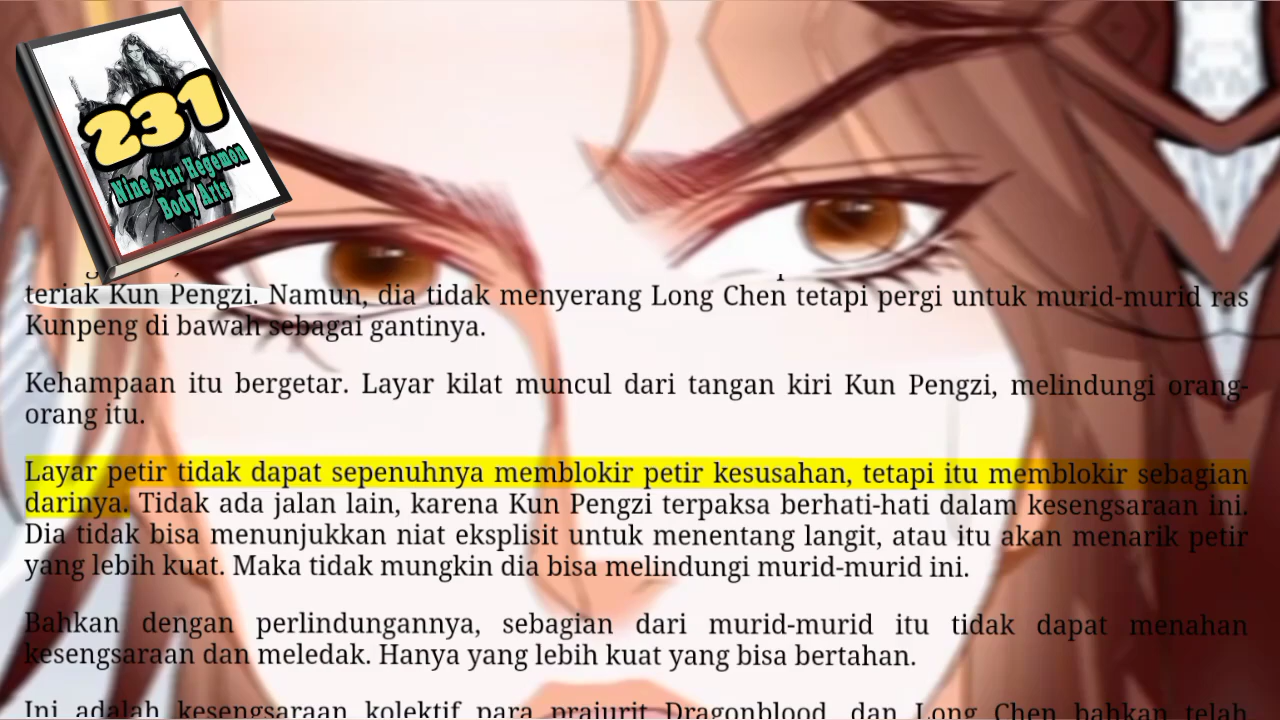 231
Nine Star Hegemon
Body Arts
teriak Kun Pengzi. Namun, dia tidak menyerang Long Chen tetapi pergi untuk murid-murid ras
Kunpeng di bawah sebagai gantinya.
Kehampaan itu bergetar. Layar kilat muncul dari tangan kiri Kun Pengzi, melindungi orang-
orang itu.
Layar petir tidak dapat sepenuhnya memblokir petir kesusahan, tetapi itu memblokir sebagian
darinya. Tidak ada jalan lain, karena Kun Pengzi terpaksa berhati-hati dalam kesengsaraan ini.
Dia tidak bisa menunjukkan niat eksplisit untuk menentang langit, atau itu akan menarik petir
yang lebih kuat. Maka tidak mungkin dia bisa melindungi murid-murid ini.
Bahkan dengan perlindungannya, sebagian dari murid-murid itu tidak dapat menahan
kesengsaraan dan meledak. Hanya yang lebih kuat yang bisa bertahan.
Ini adalah kesengsaraan kolektif para prajurit Dragonblood, dan Long Chen bahkan telah